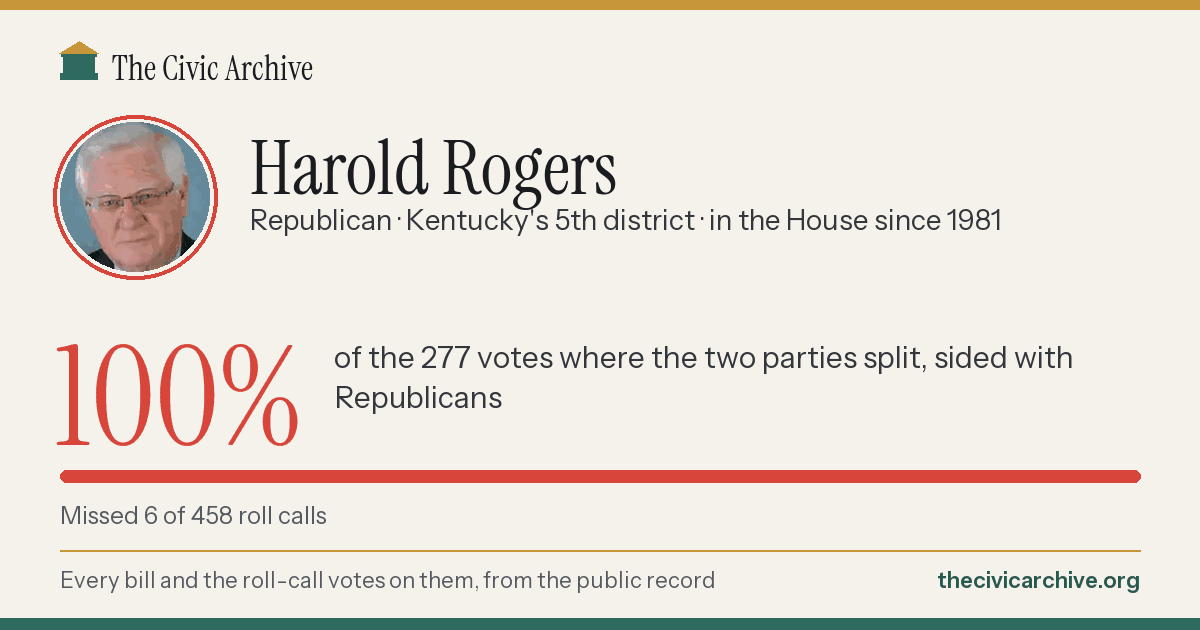 The Civic Archive
Harold Rogers
Republican · Kentucky's 5th district · in the House since 1981
100%
of the 277 votes where the two parties split, sided with
Republicans
Missed 6 of 458 roll calls
Every bill and the roll-call votes on them, from the public record
thecivicarchive.org